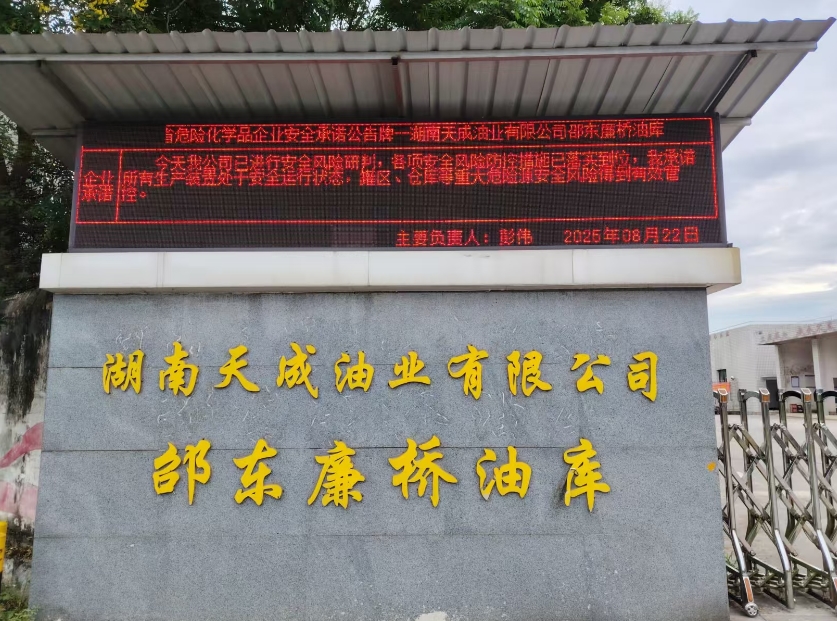 危险化学品企业安全承诺公告牌—湖南天成油业有限公司邵东廉桥油库
企业
承诺
今天我公司已进行安全风险研判，各项安全风险防控措施已落实到位，我承诺
所有生产装置处于安全运行状态，罐区、仓库等重大危险源安全风险得到有效管
控。
主要负责人：彭伟 2025年08月22日
湖南天成油业有限公司
邵东廉桥油库